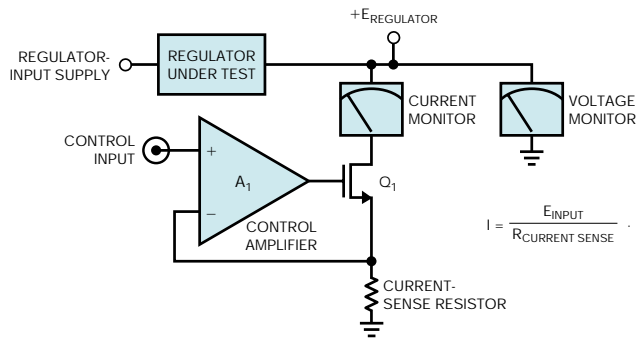 +E_REGULATOR
REGULATOR-
INPUT SUPPLY
REGULATOR
UNDER TEST
CURRENT
MONITOR
VOLTAGE
MONITOR
CONTROL
INPUT
+
A₁
−
Q₁
CONTROL
AMPLIFIER
I = E_INPUT / R_CURRENT SENSE .
CURRENT-
SENSE RESISTOR